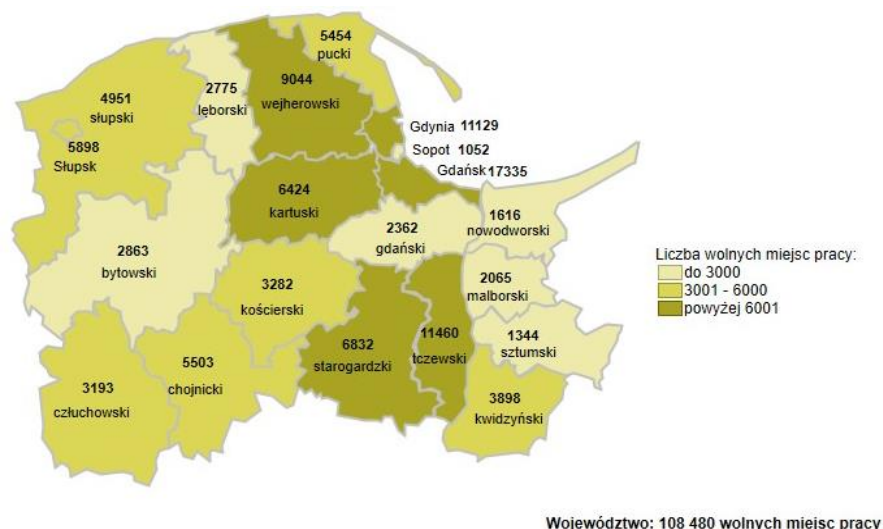 5454
pucki
9044
wejherowski
2775
lęborski
4951
słupski
5898
Słupsk
Gdynia 11129
Sopot 1052
Gdańsk 17335
6424
kartuski
1616
nowodworski
2362
gdański
2863
bytowski
Liczba wolnych miejsc pracy:
do 3000
3001 - 6000
powyżej 6001
2065
malborski
3282
kościerski
1344
sztumski
6832
starogardzki
11460
tczewski
5503
chojnicki
3193
człuchowski
3898
kwidzyński
Województwo: 108 480 wolnych miejsc pracy